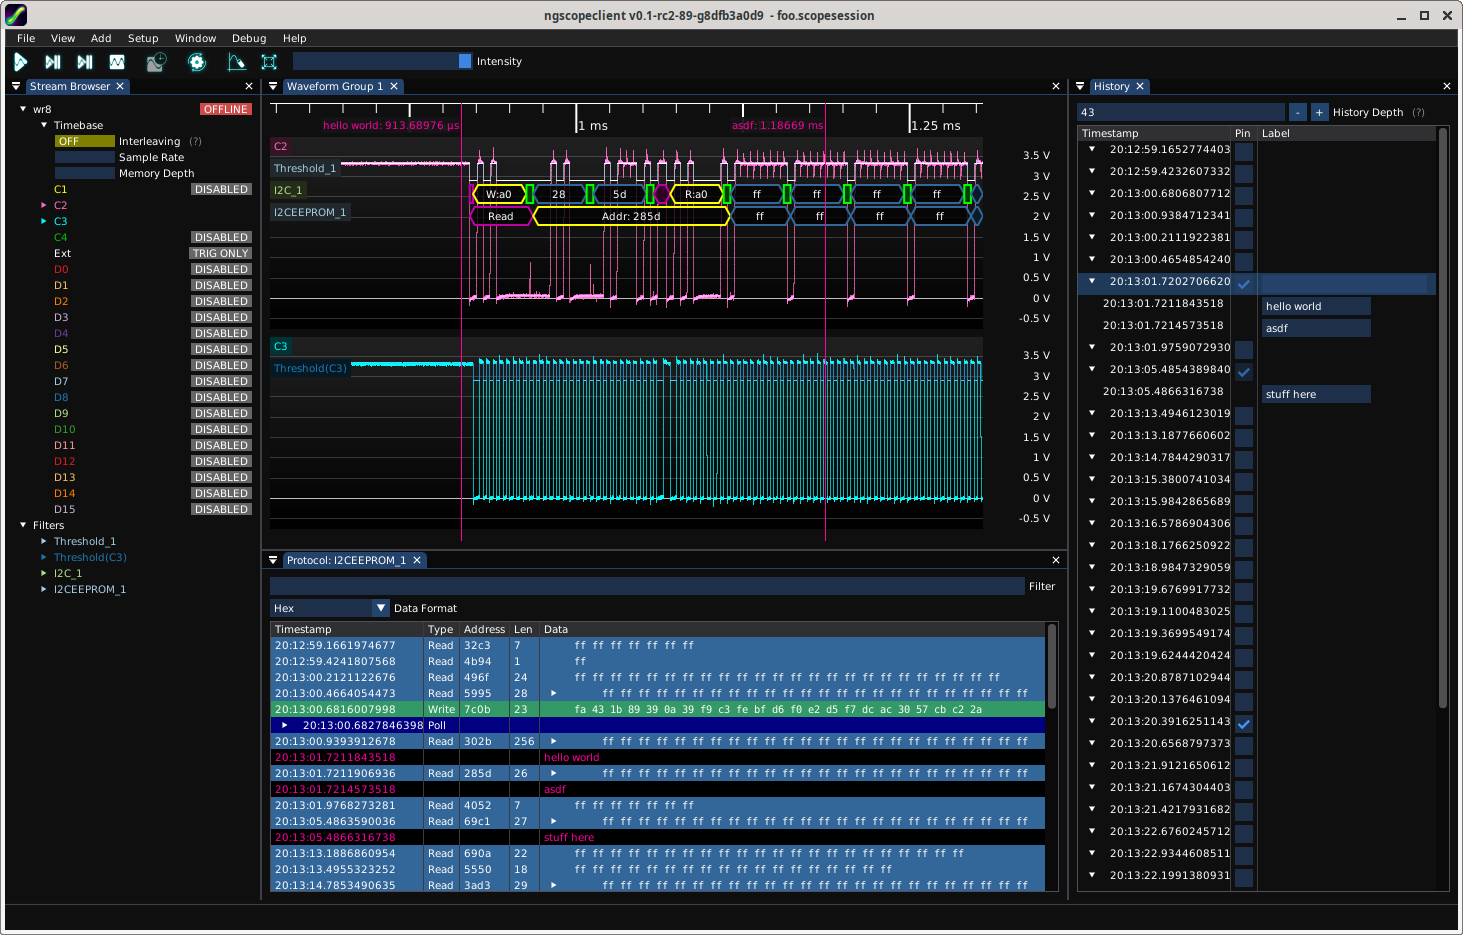 ngscopeclient v0.1-rc2-89-g8dfb3a0d9 - foo.scopesession
File View Add Setup Window Debug Help
Intensity
Stream Browser
wr8 OFFLINE
Timebase
OFF Interleaving (?)
Sample Rate
Memory Depth
C1 DISABLED
C2
C3
C4 DISABLED
Ext TRIG ONLY
D0 DISABLED
D1 DISABLED
D2 DISABLED
D3 DISABLED
D4 DISABLED
D5 DISABLED
D6 DISABLED
D7 DISABLED
D8 DISABLED
D9 DISABLED
D10 DISABLED
D11 DISABLED
D12 DISABLED
D13 DISABLED
D14 DISABLED
D15 DISABLED
Filters
Threshold_1
Threshold(C3)
I2C_1
I2CEEPROM_1
Waveform Group 1
hello world: 913.68976 µs 1 ms asdf: 1.18669 ms 1.25 ms
C2
Threshold_1
I2C_1 W:a0 28 5d R:a0 ff ff ff ff
I2CEEPROM_1 Read Addr: 285d ff ff ff ff
3.5 V
3 V
2.5 V
2 V
1.5 V
1 V
0.5 V
0 V
-0.5 V
C3
Threshold(C3)
3.5 V
3 V
2.5 V
2 V
1.5 V
1 V
0.5 V
0 V
-0.5 V
Protocol: I2CEEPROM_1
Filter
Hex Data Format
Timestamp Type Address Len Data
20:12:59.1661974677 Read 32c3 7 ff ff ff ff ff ff ff
20:12:59.4241807568 Read 4b94 1 ff
20:13:00.2121122676 Read 496f 24 ff ff ff ff ff ff ff ff ff ff ff ff ff ff ff ff ff ff ff ff ff ff ff ff
20:13:00.4664054473 Read 5995 28 ff ff ff ff ff ff ff ff ff ff ff ff ff ff ff ff ff ff ff ff ff ff ff ff
20:13:00.6816007998 Write 7c0b 23 fa 43 1b 89 39 0a 39 f9 c3 fe bf d6 f0 e2 d5 f7 dc ac 30 57 cb c2 2a
20:13:00.6827846398 Poll
20:13:00.9393912678 Read 302b 256 ff ff ff ff ff ff ff ff ff ff ff ff ff ff ff ff ff ff ff ff ff ff ff ff
20:13:01.7211843518 hello world
20:13:01.7211906936 Read 285d 26 ff ff ff ff ff ff ff ff ff ff ff ff ff ff ff ff ff ff ff ff ff ff ff ff
20:13:01.7214573518 asdf
20:13:01.9768273281 Read 4052 7 ff ff ff ff ff ff ff
20:13:05.4863590036 Read 69c1 27 ff ff ff ff ff ff ff ff ff ff ff ff ff ff ff ff ff ff ff ff ff ff ff ff
20:13:05.4866316738 stuff here
20:13:13.1886860954 Read 690a 22 ff ff ff ff ff ff ff ff ff ff ff ff ff ff ff ff ff ff ff ff ff ff
20:13:13.4955323252 Read 5550 18 ff ff ff ff ff ff ff ff ff ff ff ff ff ff ff ff ff ff
20:13:14.7853490635 Read 3ad3 29 ff ff ff ff ff ff ff ff ff ff ff ff ff ff ff ff ff ff ff ff ff ff ff ff
History
43 - + History Depth (?)
Timestamp Pin Label
20:12:59.1652774403
20:12:59.4232607332
20:13:00.6806807712
20:13:00.9384712341
20:13:00.2111922381
20:13:00.4654854240
20:13:01.7202706620
20:13:01.7211843518 hello world
20:13:01.7214573518 asdf
20:13:01.9759072930
20:13:05.4854389840
20:13:05.4866316738 stuff here
20:13:13.4946123019
20:13:13.1877660602
20:13:14.7844290317
20:13:15.3800741034
20:13:15.9842865689
20:13:16.5786904306
20:13:18.1766250922
20:13:18.9847329059
20:13:19.6769917732
20:13:19.1100483025
20:13:19.3699549174
20:13:19.6244420424
20:13:20.8787102944
20:13:20.1376461094
20:13:20.3916251143
20:13:20.6568797373
20:13:21.9121650612
20:13:21.1674304403
20:13:21.4217931682
20:13:22.6760245712
20:13:22.9344608511
20:13:22.1991380931